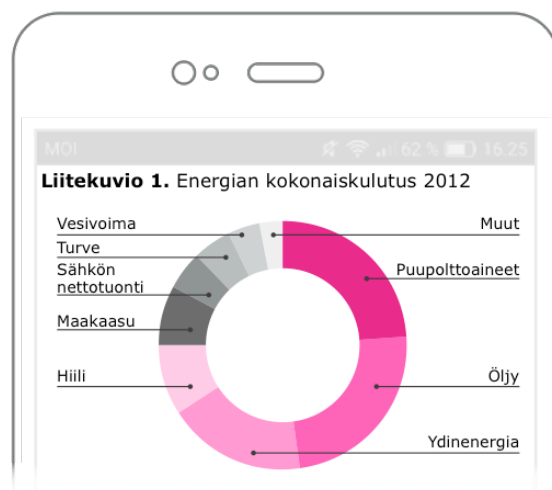 MOI 62 % 16.25
Liitekuvio 1. Energian kokonaiskulutus 2012
Vesivoima
Muut
Turve
Puupolttoaineet
Sähkön
nettotuonti
Maakaasu
Hiili
Öljy
Ydinenergia